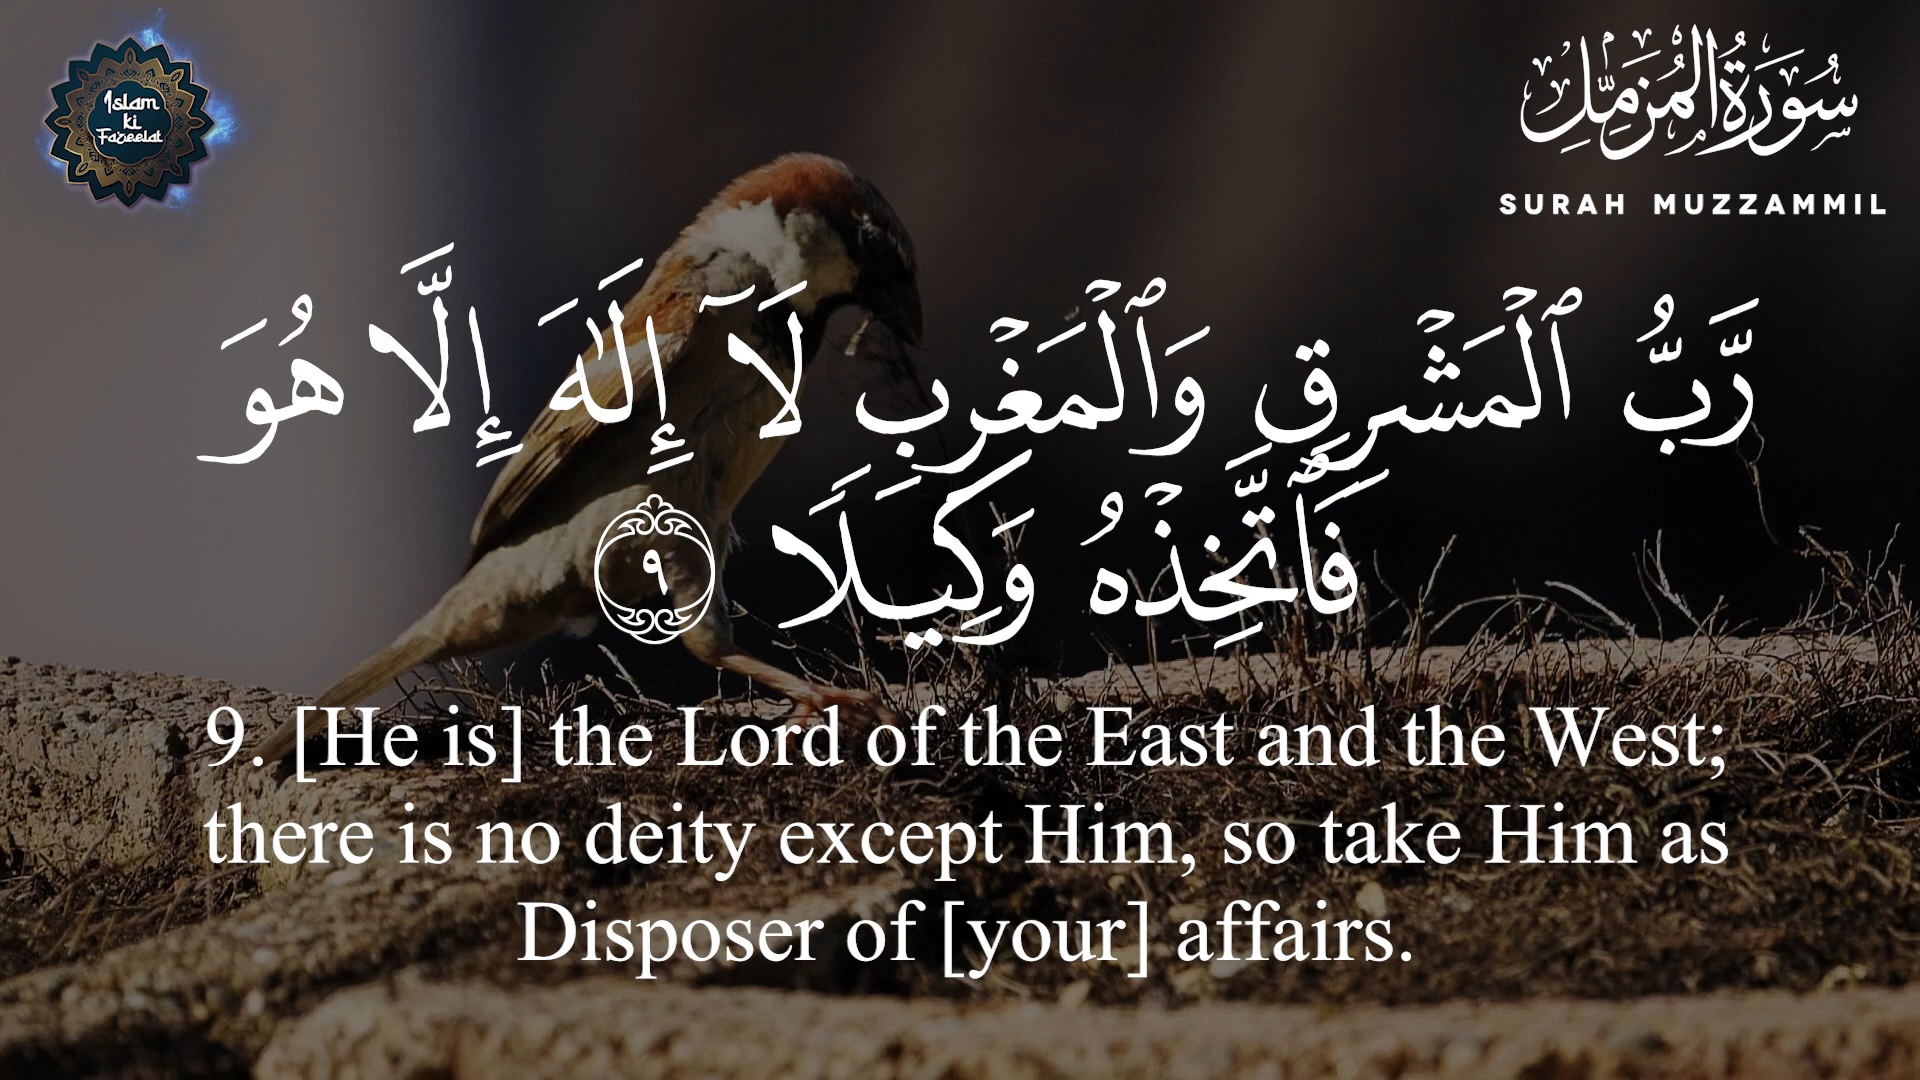 Islam
ki
Fazeelat
سُورَةُ المُزَّمِّل
SURAH MUZZAMMIL
رَّبُّ ٱلۡمَشۡرِقِ وَٱلۡمَغۡرِبِ لَآ إِلَٰهَ إِلَّا هُوَ
فَٱتَّخِذۡهُ وَكِيلٗا ٩
9. [He is] the Lord of the East and the West;
there is no deity except Him, so take Him as
Disposer of [your] affairs.